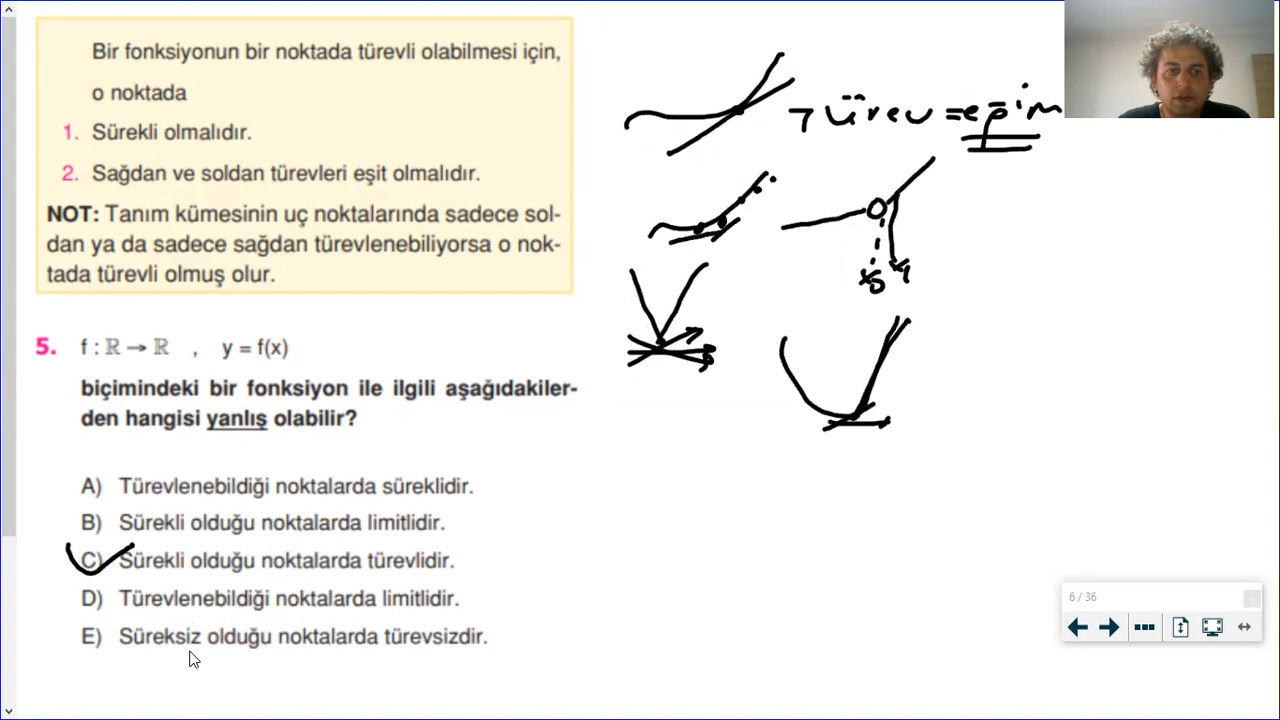 Bir fonksiyonun bir noktada türevli olabilmesi için,
o noktada
1. Sürekli olmalıdır.
2. Sağdan ve soldan türevleri eşit olmalıdır.
NOT: Tanım kümesinin uç noktalarında sadece sol-
dan ya da sadece sağdan türevlenebiliyorsa o nok-
tada türevli olmuş olur.
Türev = eğim
x0 x1
5. f : ℝ → ℝ , y = f(x)
biçimindeki bir fonksiyon ile ilgili aşağıdakiler-
den hangisi yanlış olabilir?
A) Türevlenebildiği noktalarda süreklidir.
B) Sürekli olduğu noktalarda limitlidir.
C) Sürekli olduğu noktalarda türevlidir.
D) Türevlenebildiği noktalarda limitlidir.
E) Süreksiz olduğu noktalarda türevsizdir.
6 / 36